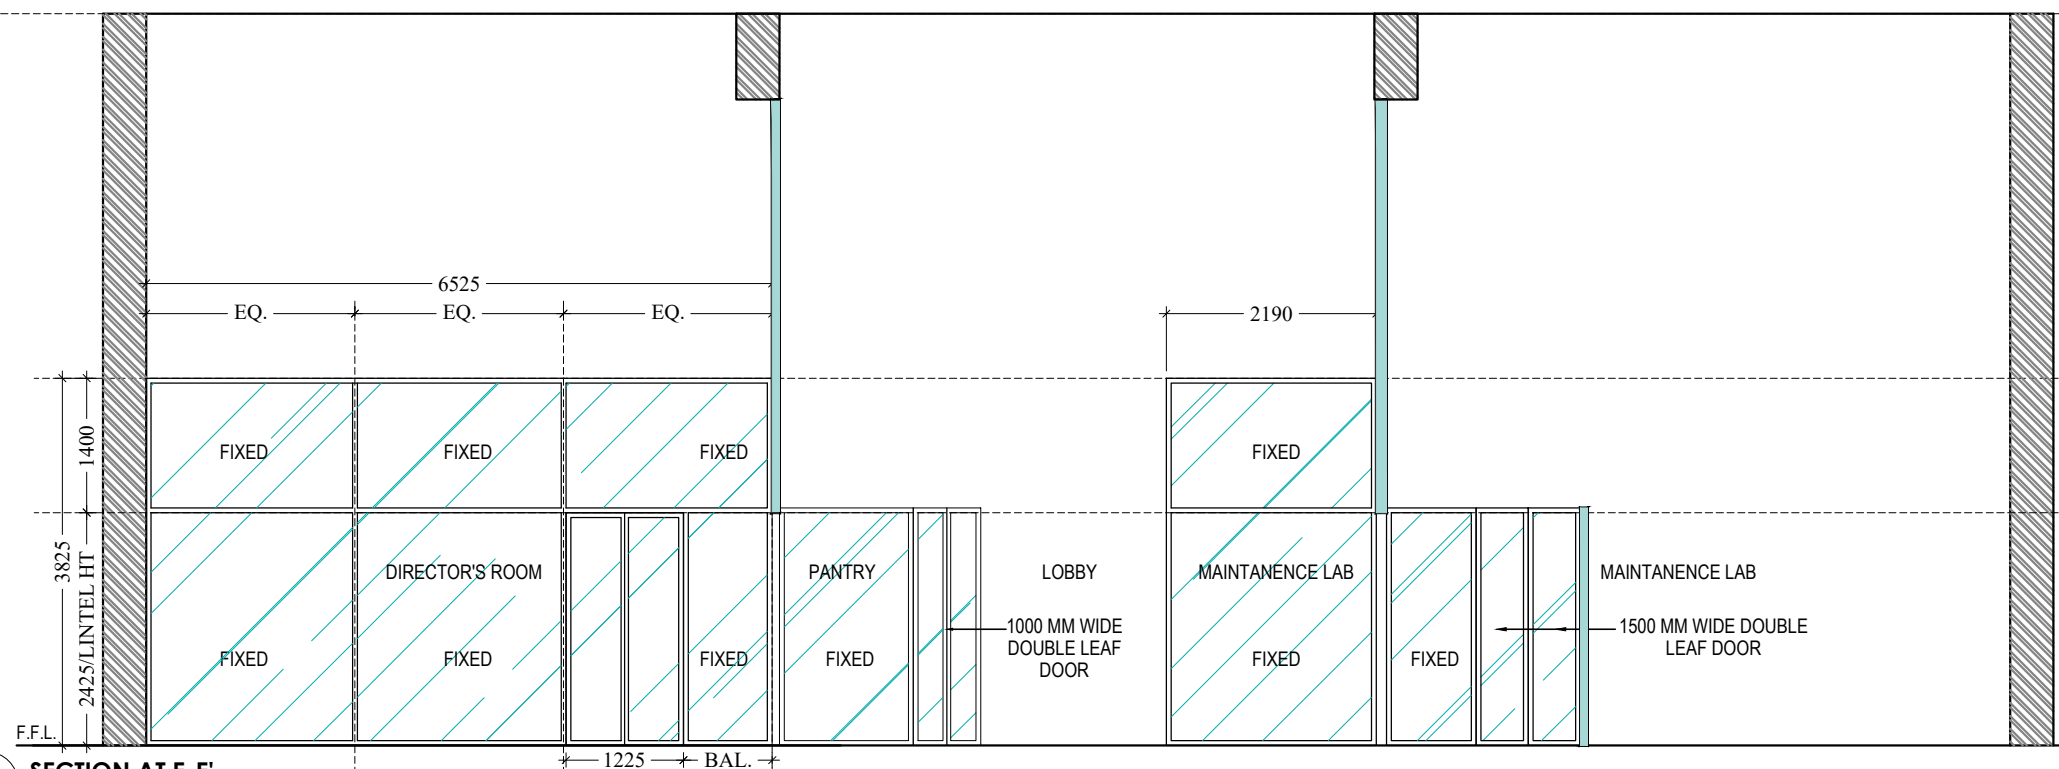 6525
EQ.
EQ.
EQ.
2190
1400
3825
2425/LINTEL HT
FIXED
FIXED
FIXED
FIXED
DIRECTOR'S ROOM
PANTRY
LOBBY
MAINTANENCE LAB
MAINTANENCE LAB
1000 MM WIDE
DOUBLE LEAF
DOOR
1500 MM WIDE DOUBLE
LEAF DOOR
FIXED
FIXED
FIXED
FIXED
FIXED
FIXED
F.F.L.
1225
BAL.
SECTION AT E-E'